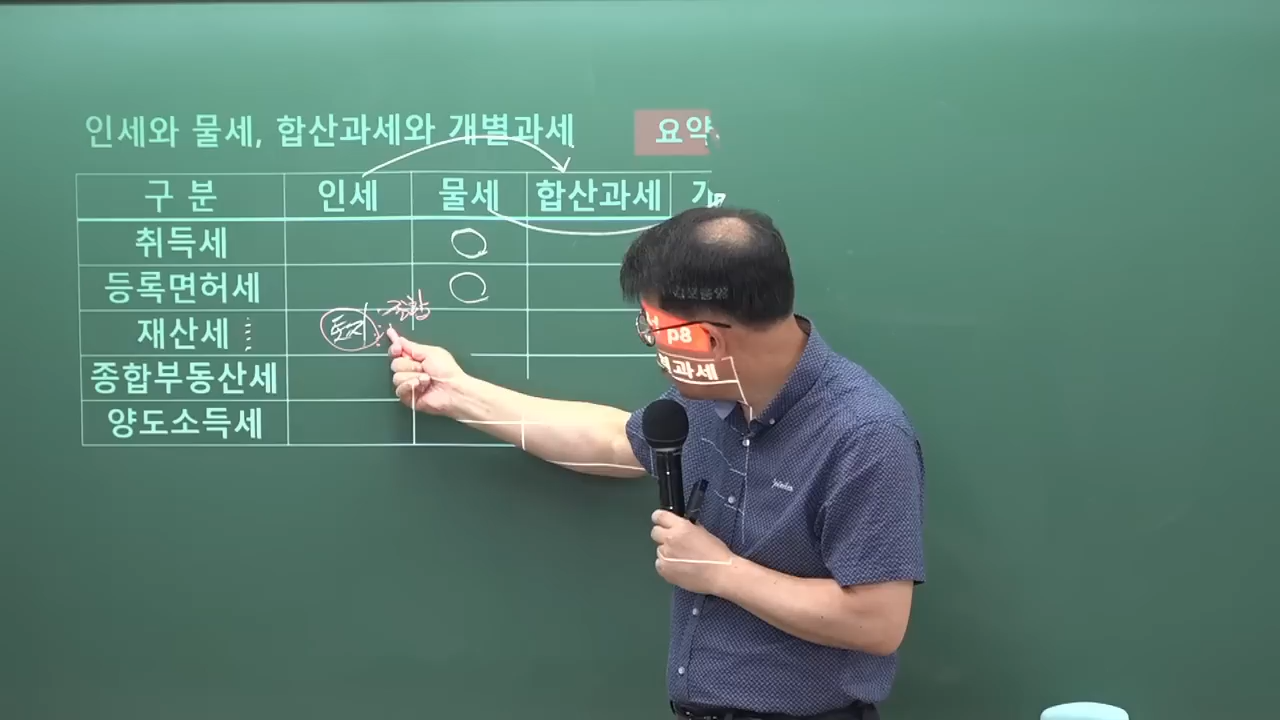 인세와 물세, 합산과세와 개별과세
요약
구 분 인세 물세 합산과세
취득세
등록면허세
재산세 토지
종합부동산세
양도소득세
p8
과세